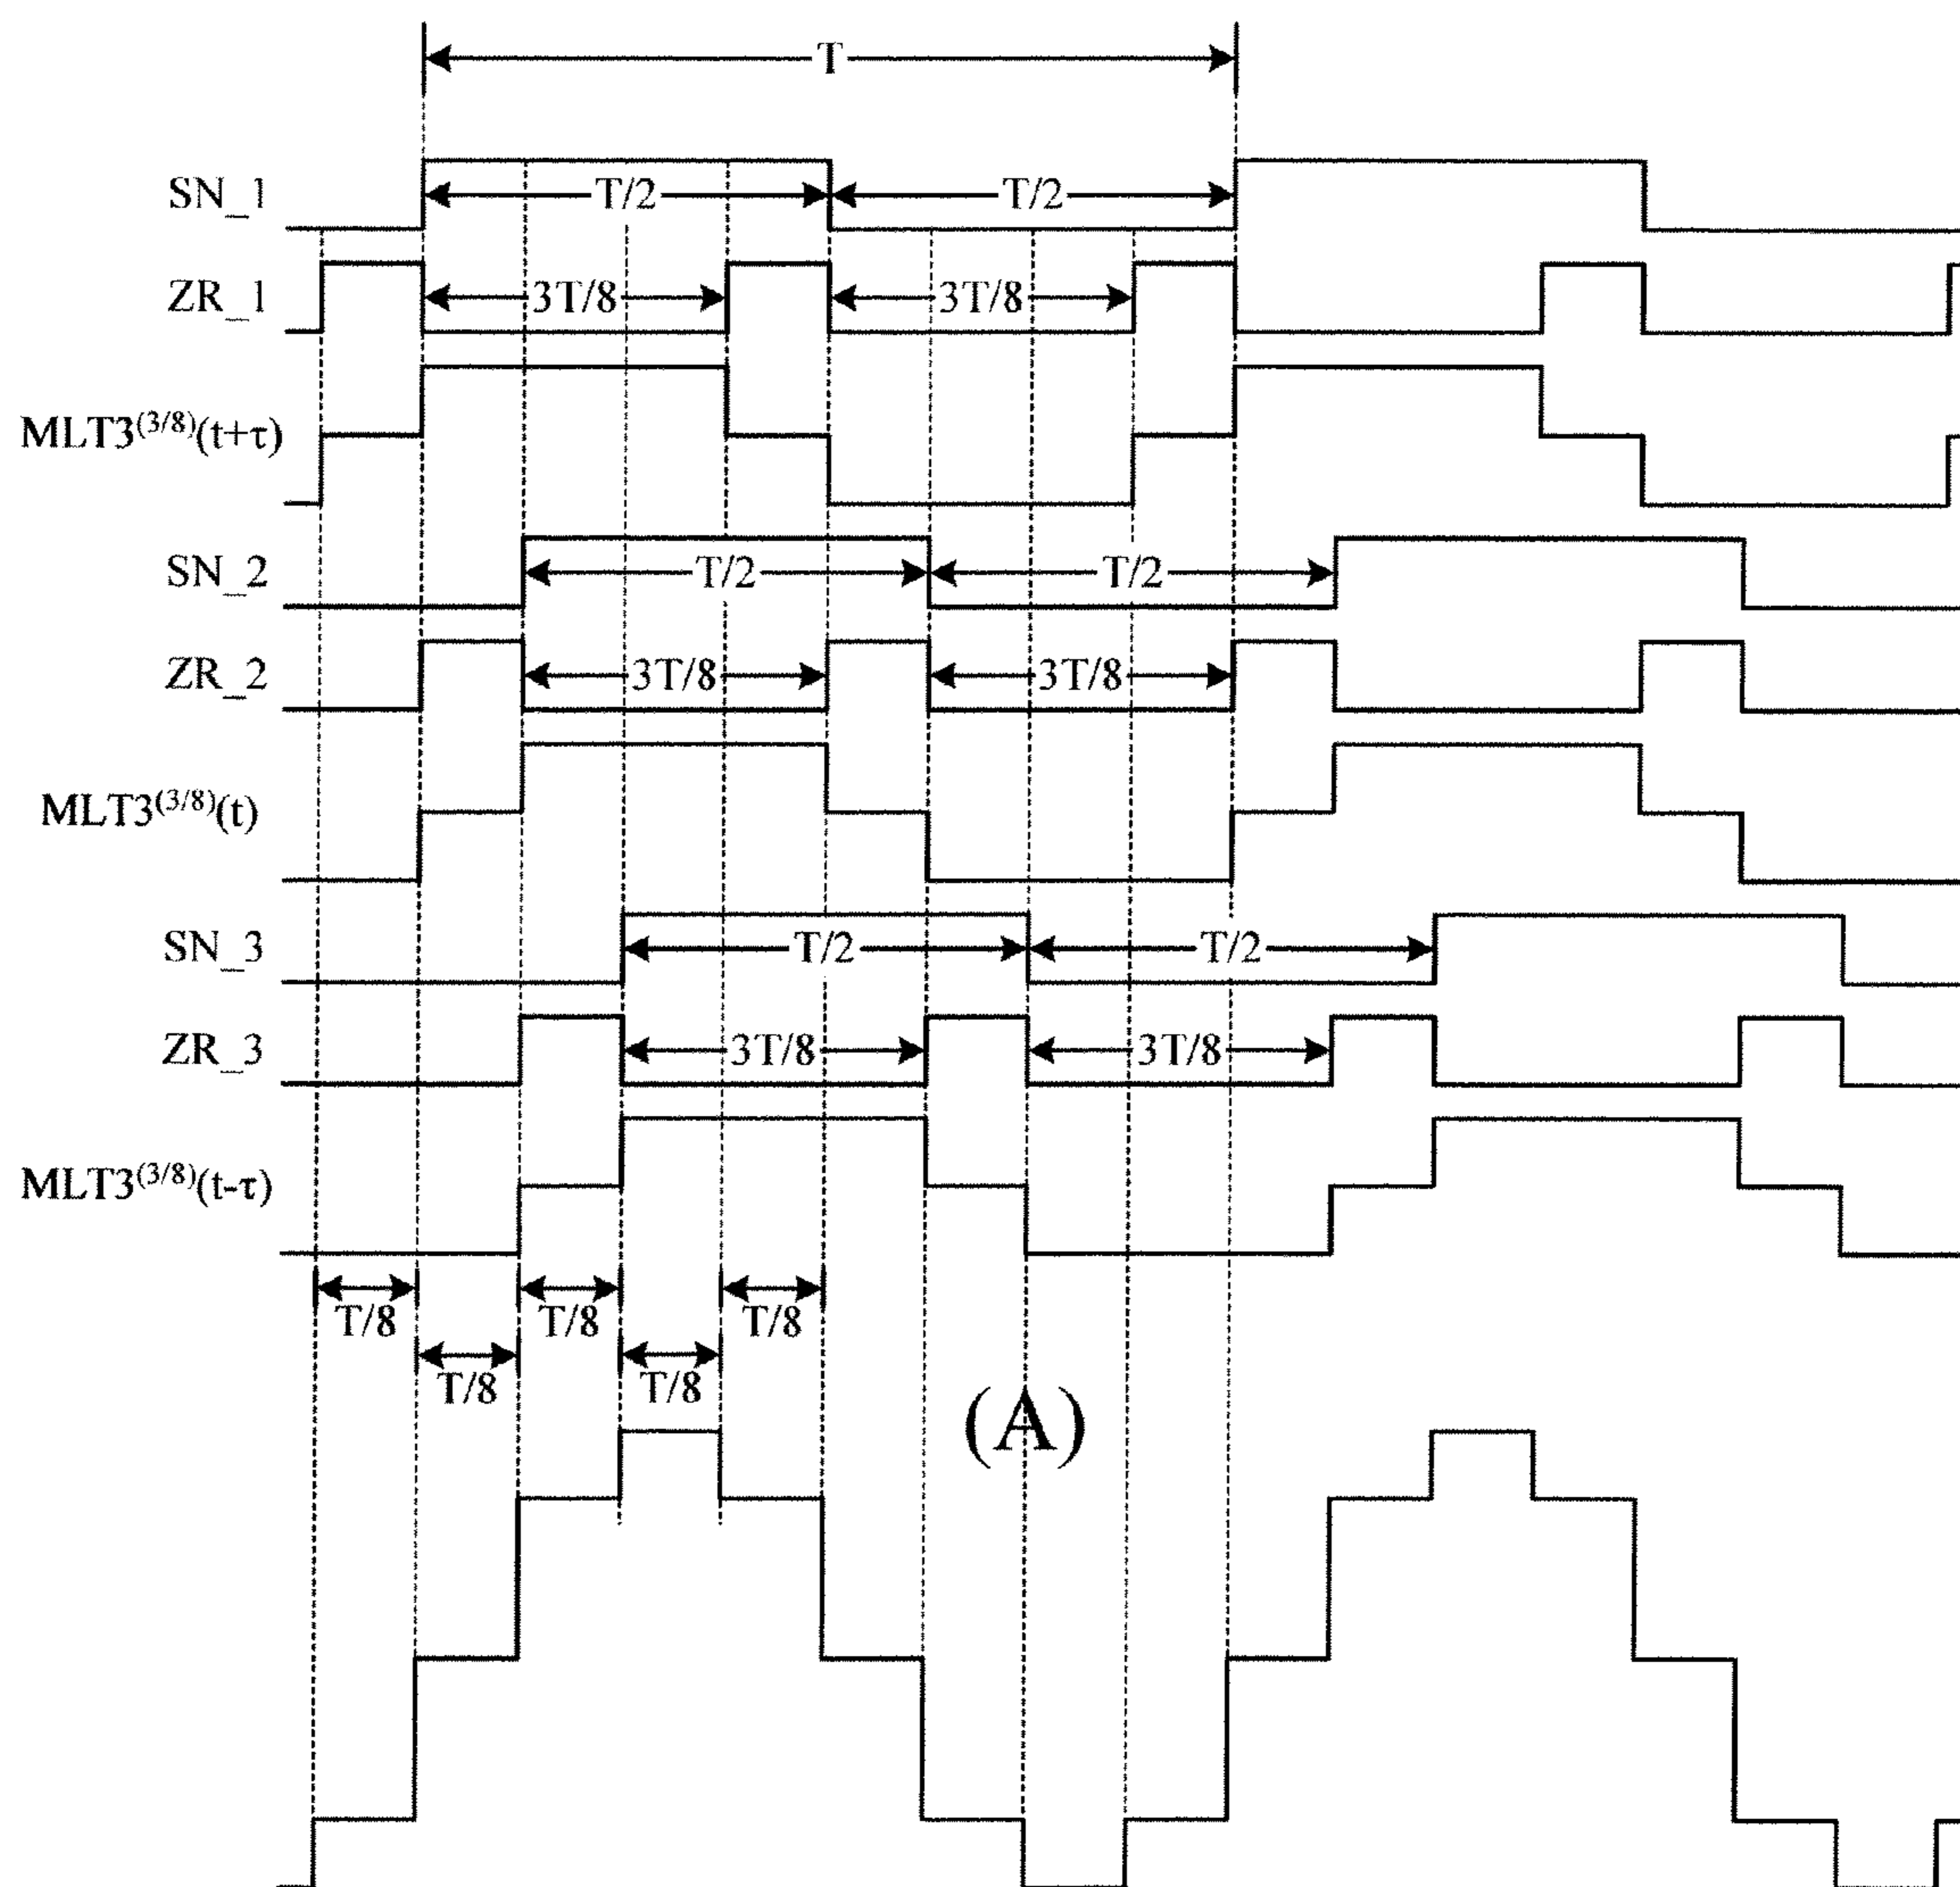 T
SN_1
T/2
T/2
ZR_1
3T/8
3T/8
MLT3^(3/8)(t+τ)
SN_2
T/2
T/2
ZR_2
3T/8
3T/8
MLT3^(3/8)(t)
SN_3
T/2
T/2
ZR_3
3T/8
3T/8
MLT3^(3/8)(t-τ)
T/8
T/8
T/8
T/8
T/8
(A)